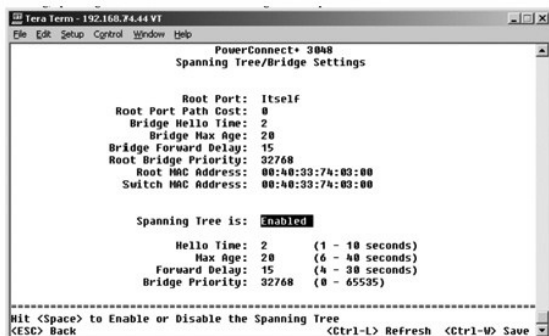 Tera Term - 192.168.74.44 VT
File Edit Setup Control Window Help
PowerConnect+ 3048
Spanning Tree/Bridge Settings
Root Port: Itself
Root Port Path Cost: 0
Bridge Hello Time: 2
Bridge Max Age: 20
Bridge Forward Delay: 15
Root Bridge Priority: 32768
Root MAC Address: 00:40:33:74:03:00
Switch MAC Address: 00:40:33:74:03:00
Spanning Tree is: Enabled
Hello Time: 2 (1 - 10 seconds)
Max Age: 20 (6 - 40 seconds)
Forward Delay: 15 (4 - 30 seconds)
Bridge Priority: 32768 (0 - 65535)
Hit <Space> to Enable or Disable the Spanning Tree
<ESC> Back <Ctrl-L> Refresh <Ctrl-W> Save